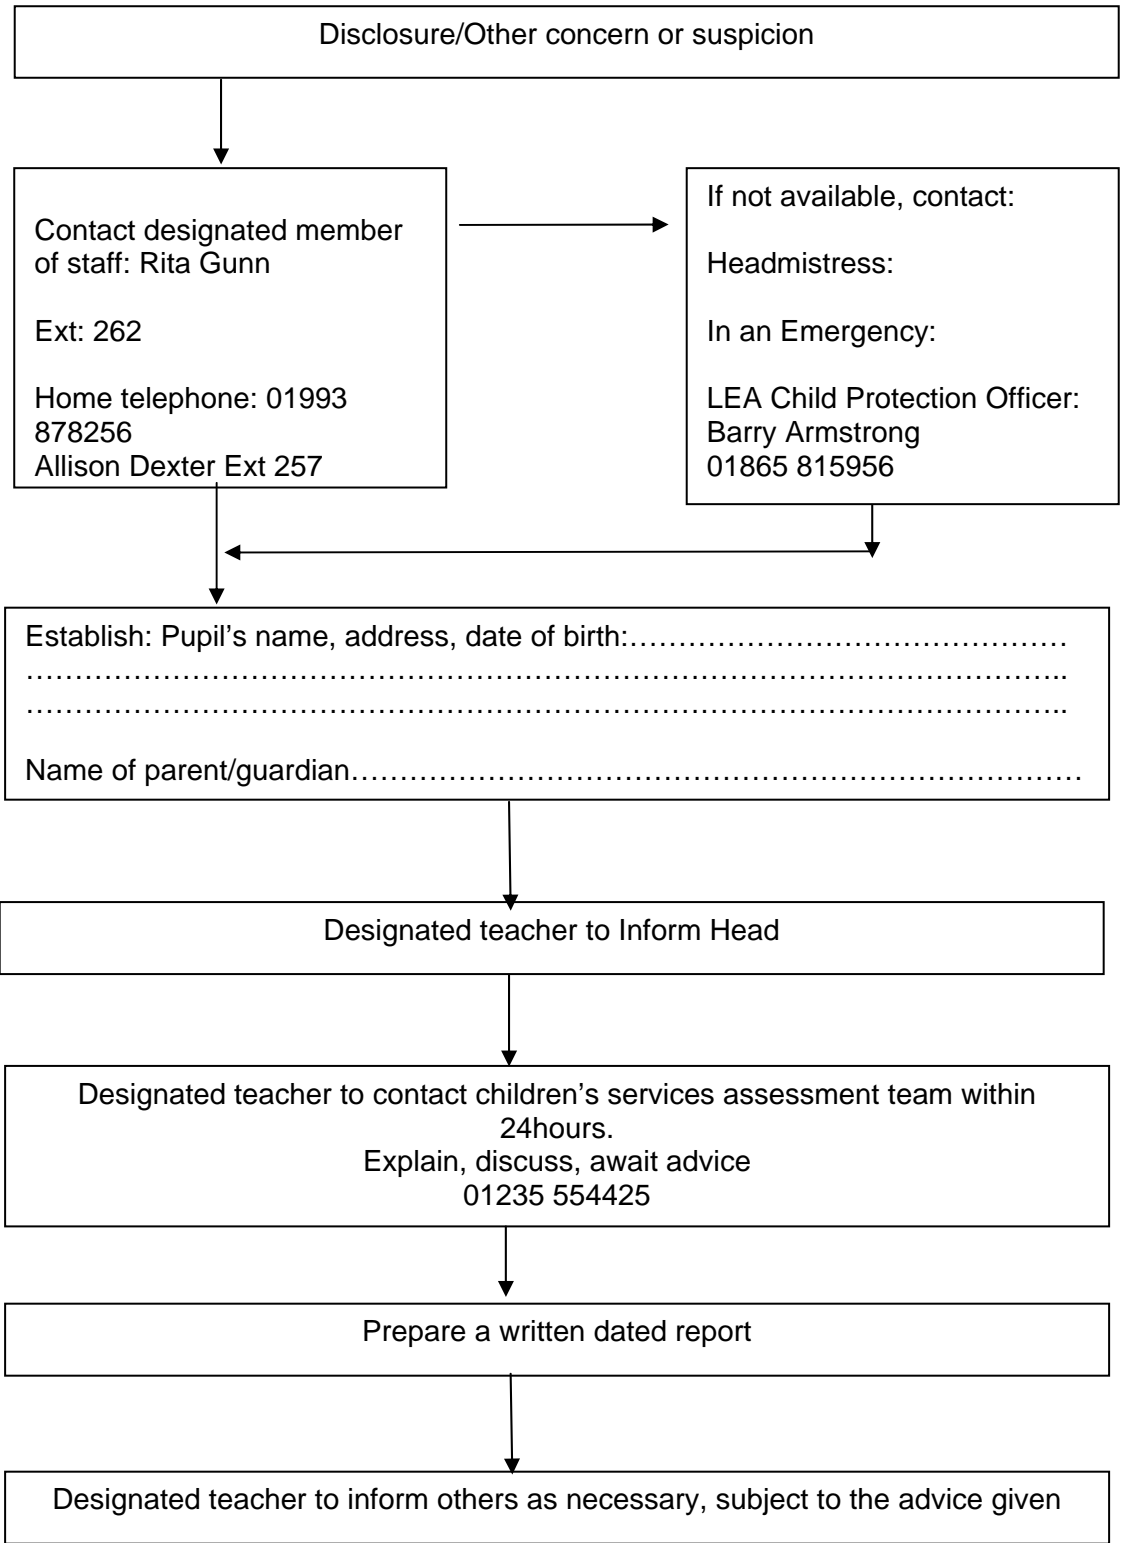 Disclosure/Other concern or suspicion
Contact designated member
of staff: Rita Gunn
Ext: 262
Home telephone: 01993
878256
Allison Dexter Ext 257
If not available, contact:
Headmistress:
In an Emergency:
LEA Child Protection Officer:
Barry Armstrong
01865 815956
Establish: Pupil’s name, address, date of birth:………………………………………
……………………………………………………………………………………………..
……………………………………………………………………………………………..
Name of parent/guardian…………………………………………………………………
Designated teacher to Inform Head
Designated teacher to contact children’s services assessment team within
24hours.
Explain, discuss, await advice
01235 554425
Prepare a written dated report
Designated teacher to inform others as necessary, subject to the advice given